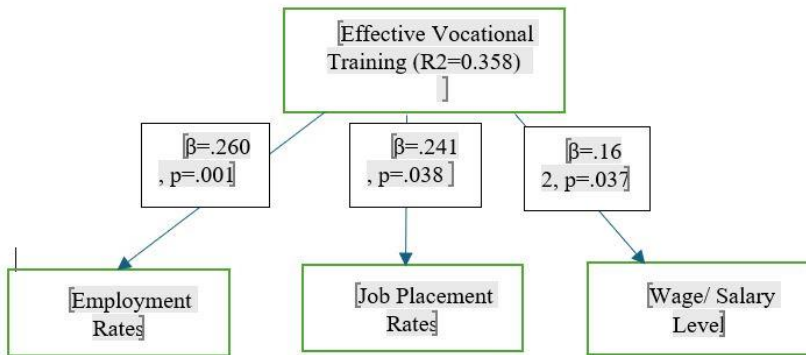 [Effective Vocational
Training (R2=0.358)
]
[β=.260
, p=.001]
[β=.241
, p=.038 ]
[β=.16
2, p=.037]
[Employment
Rates]
[Job Placement
Rates]
[Wage/ Salary
Level]